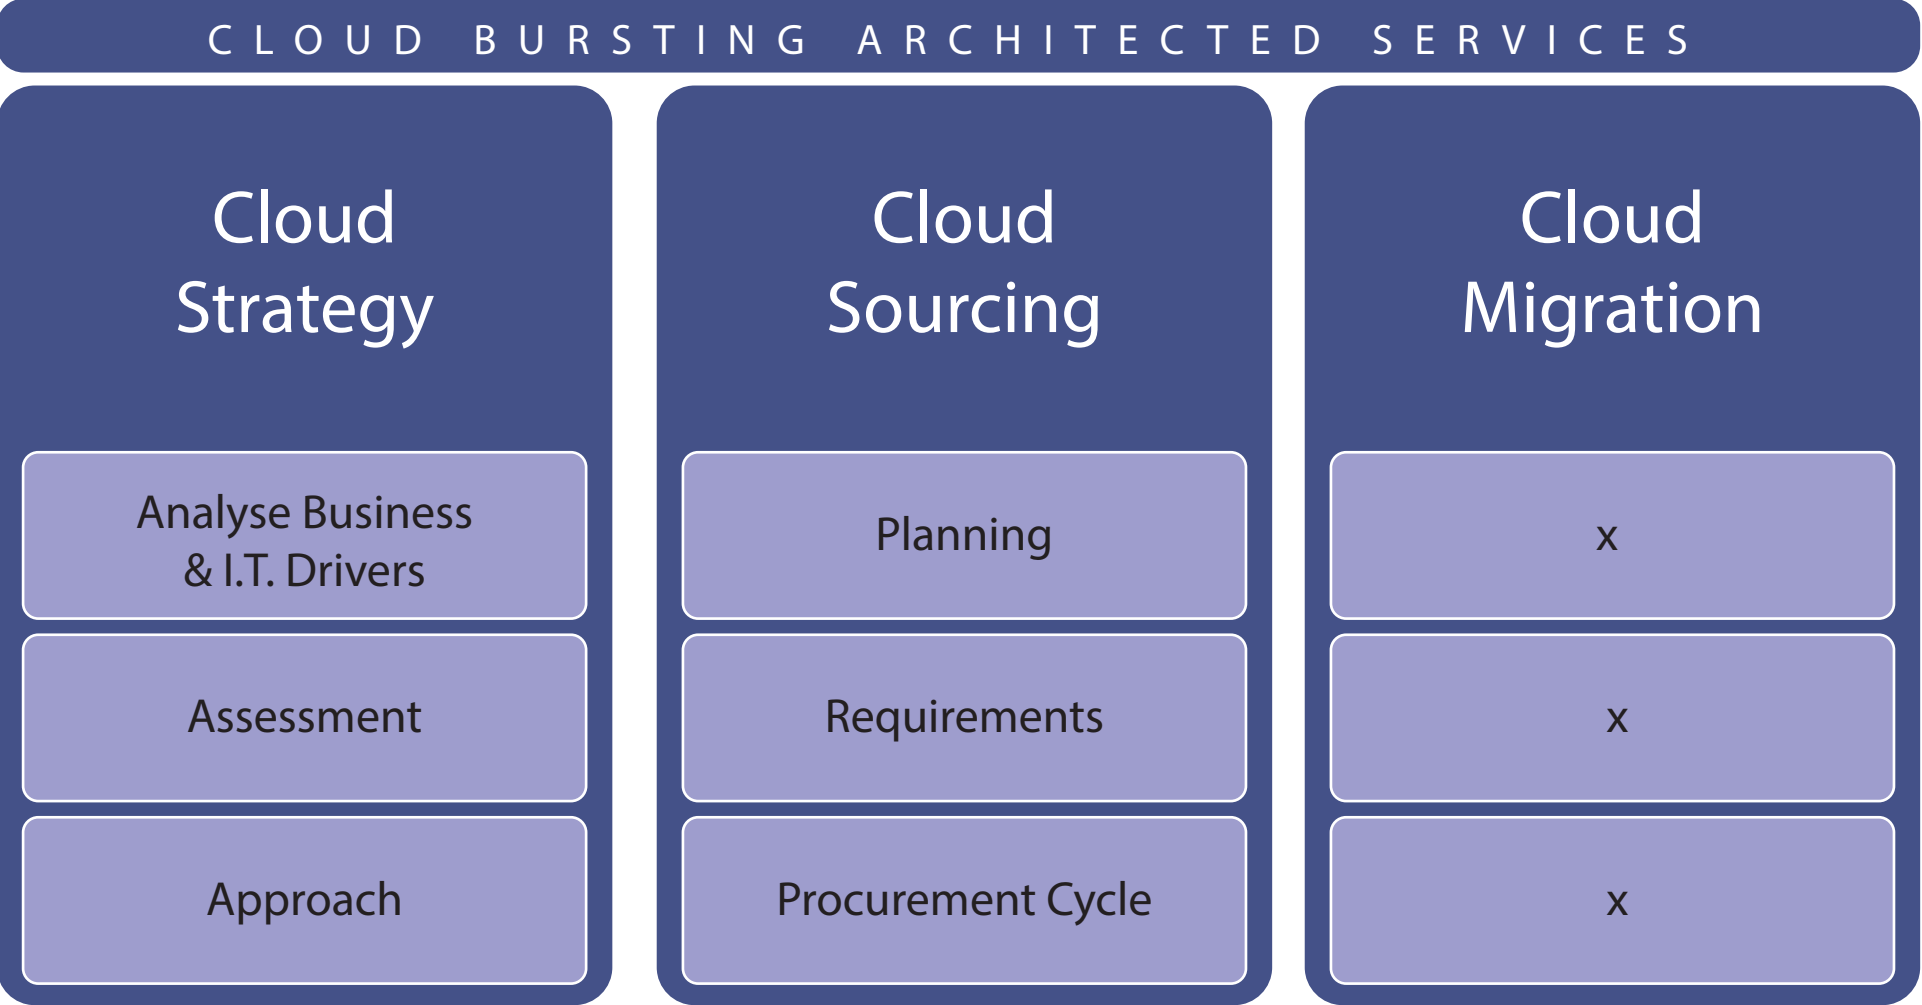 CLOUD BURSTING ARCHITECTED SERVICES
Cloud
Strategy
Analyse Business
& I.T. Drivers
Assessment
Approach
Cloud
Sourcing
Planning
Requirements
Procurement Cycle
Cloud
Migration
x
x
x